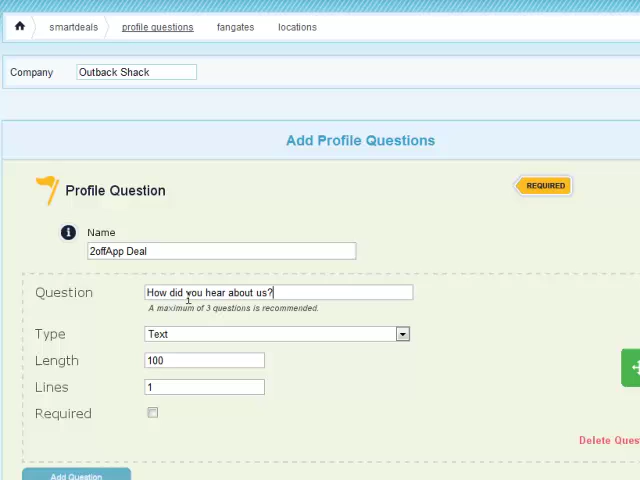 smartdeals profile questions fangates locations
Company Outback Shack
Add Profile Questions
Profile Question REQUIRED
Name
2offApp Deal
Question How did you hear about us?
A maximum of 3 questions is recommended.
Type Text
Length 100
Lines 1
Required
Delete Ques
Add Question